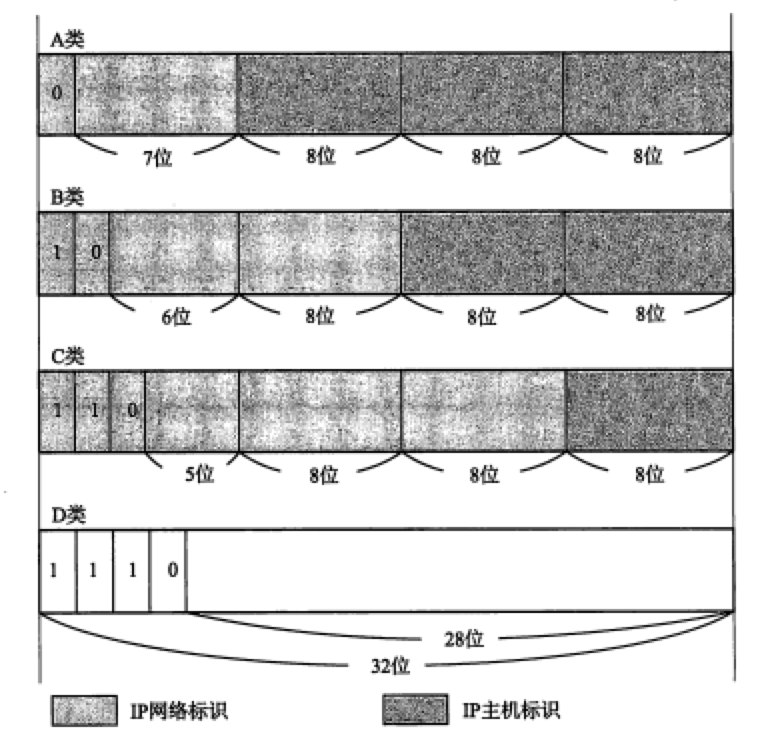 A类
0
7位 8位 8位 8位
B类
1 0
6位 8位 8位 8位
C类
1 1 0
5位 8位 8位 8位
D类
1 1 1 0
28位
32位
IP网络标识 IP主机标识